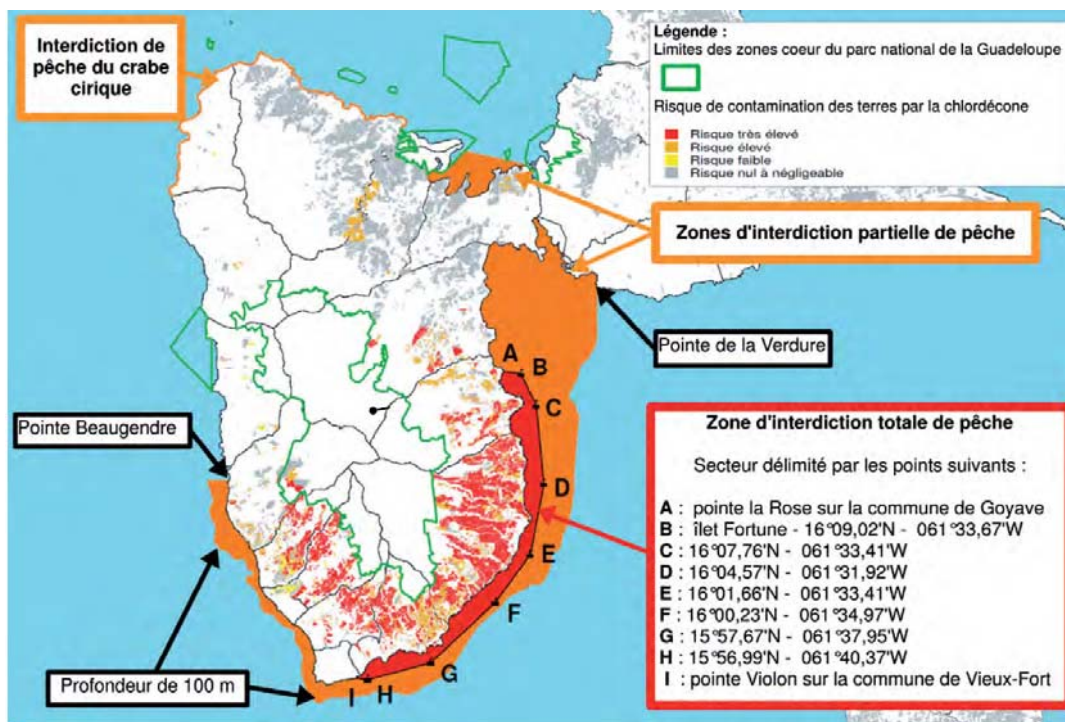 Interdiction de
pêche du crabe
cirique
Légende :
Limites des zones coeur du parc national de la Guadeloupe
Risque de contamination des terres par la chlordécone
Risque très élevé
Risque élevé
Risque faible
Risque nul à négligeable
Zones d'interdiction partielle de pêche
Pointe de la Verdure
A
B
C
D
E
F
G
H
I
Pointe Beaugendre
Profondeur de 100 m
Zone d'interdiction totale de pêche
Secteur délimité par les points suivants :
A : pointe la Rose sur la commune de Goyave
B : îlet Fortune - 16°09,02'N - 061°33,67'W
C : 16°07,76'N - 061°33,41'W
D : 16°04,57'N - 061°31,92'W
E : 16°01,66'N - 061°33,41'W
F : 16°00,23'N - 061°34,97'W
G : 15°57,67'N - 061°37,95'W
H : 15°56,99'N - 061°40,37'W
I : pointe Violon sur la commune de Vieux-Fort